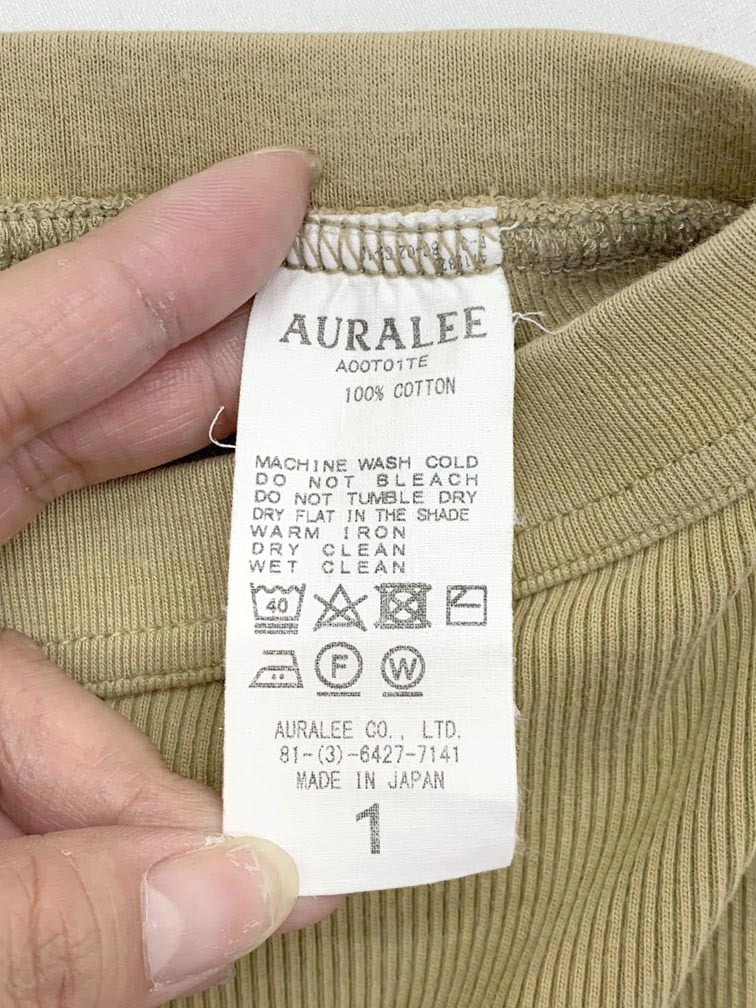 AURALEE
A00T01TE
100% COTTON
MACHINE WASH COLD
DO NOT BLEACH
DO NOT TUMBLE DRY
DRY FLAT IN THE SHADE
WARM IRON
DRY CLEAN
WET CLEAN
40
F W
AURALEE CO., LTD.
81-(3)-6427-7141
MADE IN JAPAN
1